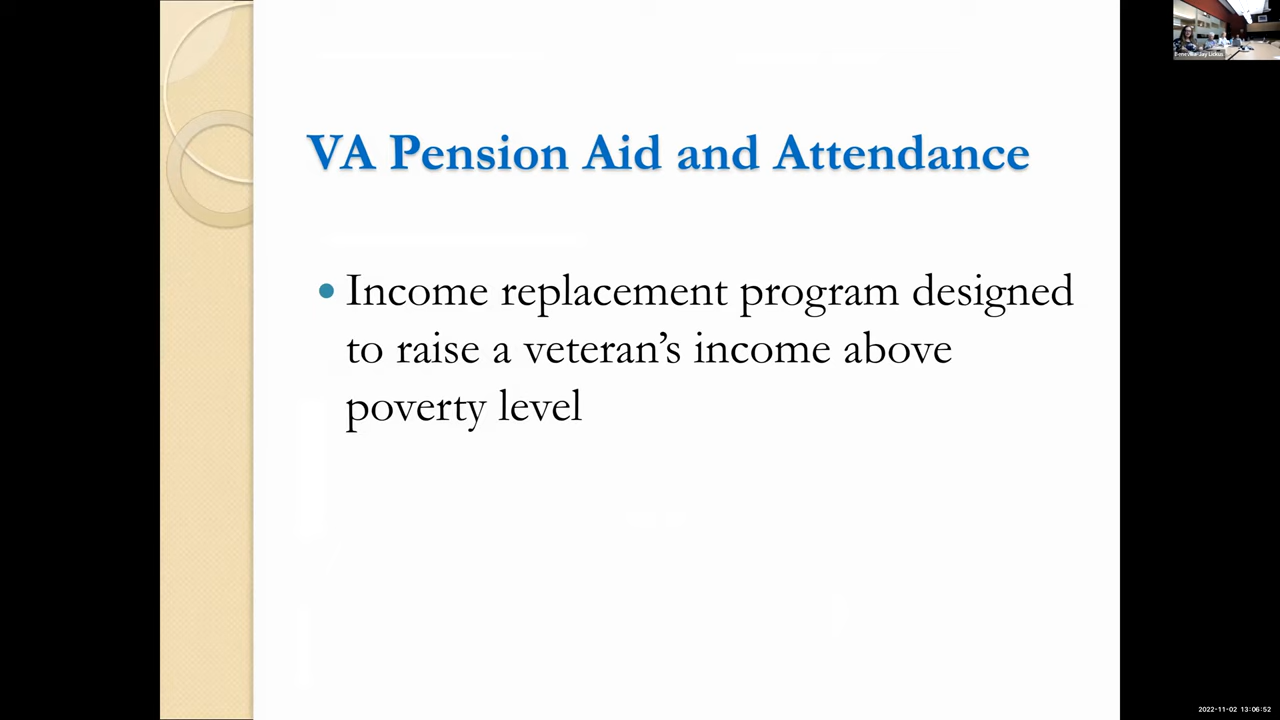 VA Pension Aid and Attendance
Income replacement program designed
to raise a veteran’s income above
poverty level
2022-11-02 13:06:52